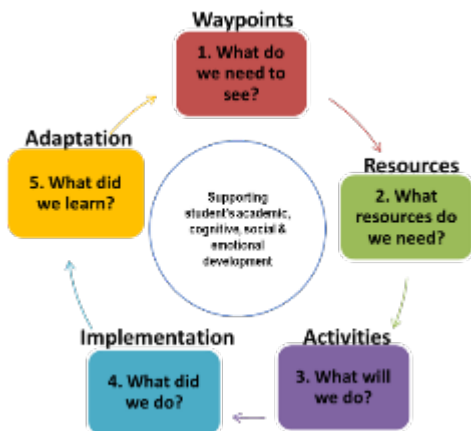 Waypoints
1. What do
we need to
see?
Resources
2. What
resources do
we need?
Activities
3. What will
we do?
Implementation
4. What did
we do?
Adaptation
5. What did
we learn?
Supporting
student's academic,
cognitive, social &
emotional
development